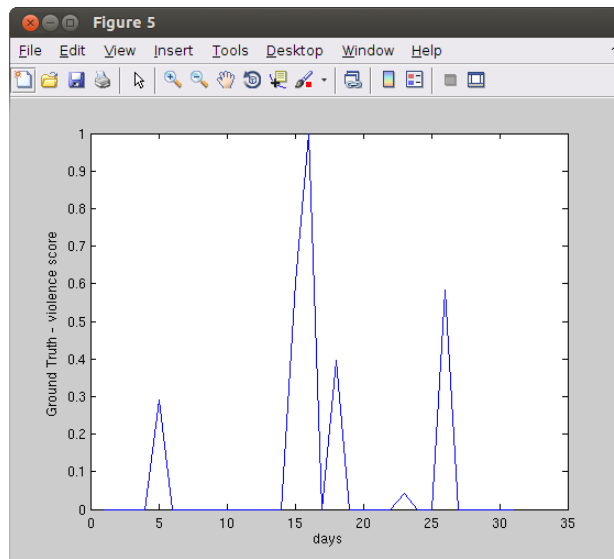 Figure 5
File Edit View Insert Tools Desktop Window Help
1
0.9
0.8
0.7
0.6
0.5
0.4
0.3
0.2
0.1
0
Ground Truth - violence score
0 5 10 15 20 25 30 35
days